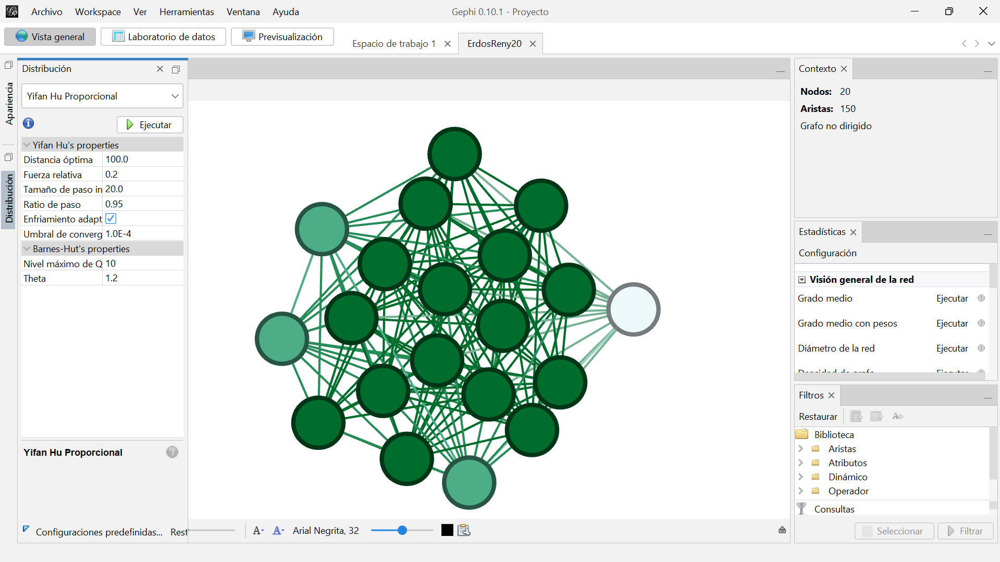 Archivo Workspace Ver Herramientas Ventana Ayuda
Gephi 0.10.1 - Proyecto
Vista general
Laboratorio de datos
Previsualización
Espacio de trabajo 1
ErdosReny20
Apariencia
Distribución
Distribución
Yifan Hu Proporcional
Ejecutar
Yifan Hu's properties
Distancia óptima 100.0
Fuerza relativa 0.2
Tamaño de paso in 20.0
Ratio de paso 0.95
Enfriamiento adapt
Umbral de converg 1.0E-4
Barnes-Hut's properties
Nivel máximo de Q 10
Theta 1.2
Yifan Hu Proporcional
Configuraciones predefinidas... Rest
Arial Negrita, 32
Contexto
Nodos: 20
Aristas: 150
Grafo no dirigido
Estadísticas
Configuración
Visión general de la red
Grado medio Ejecutar
Grado medio con pesos Ejecutar
Diámetro de la red Ejecutar
Densidad de grafo Ejecutar
Filtros
Restaurar
Biblioteca
Aristas
Atributos
Dinámico
Operador
Consultas
Seleccionar
Filtrar